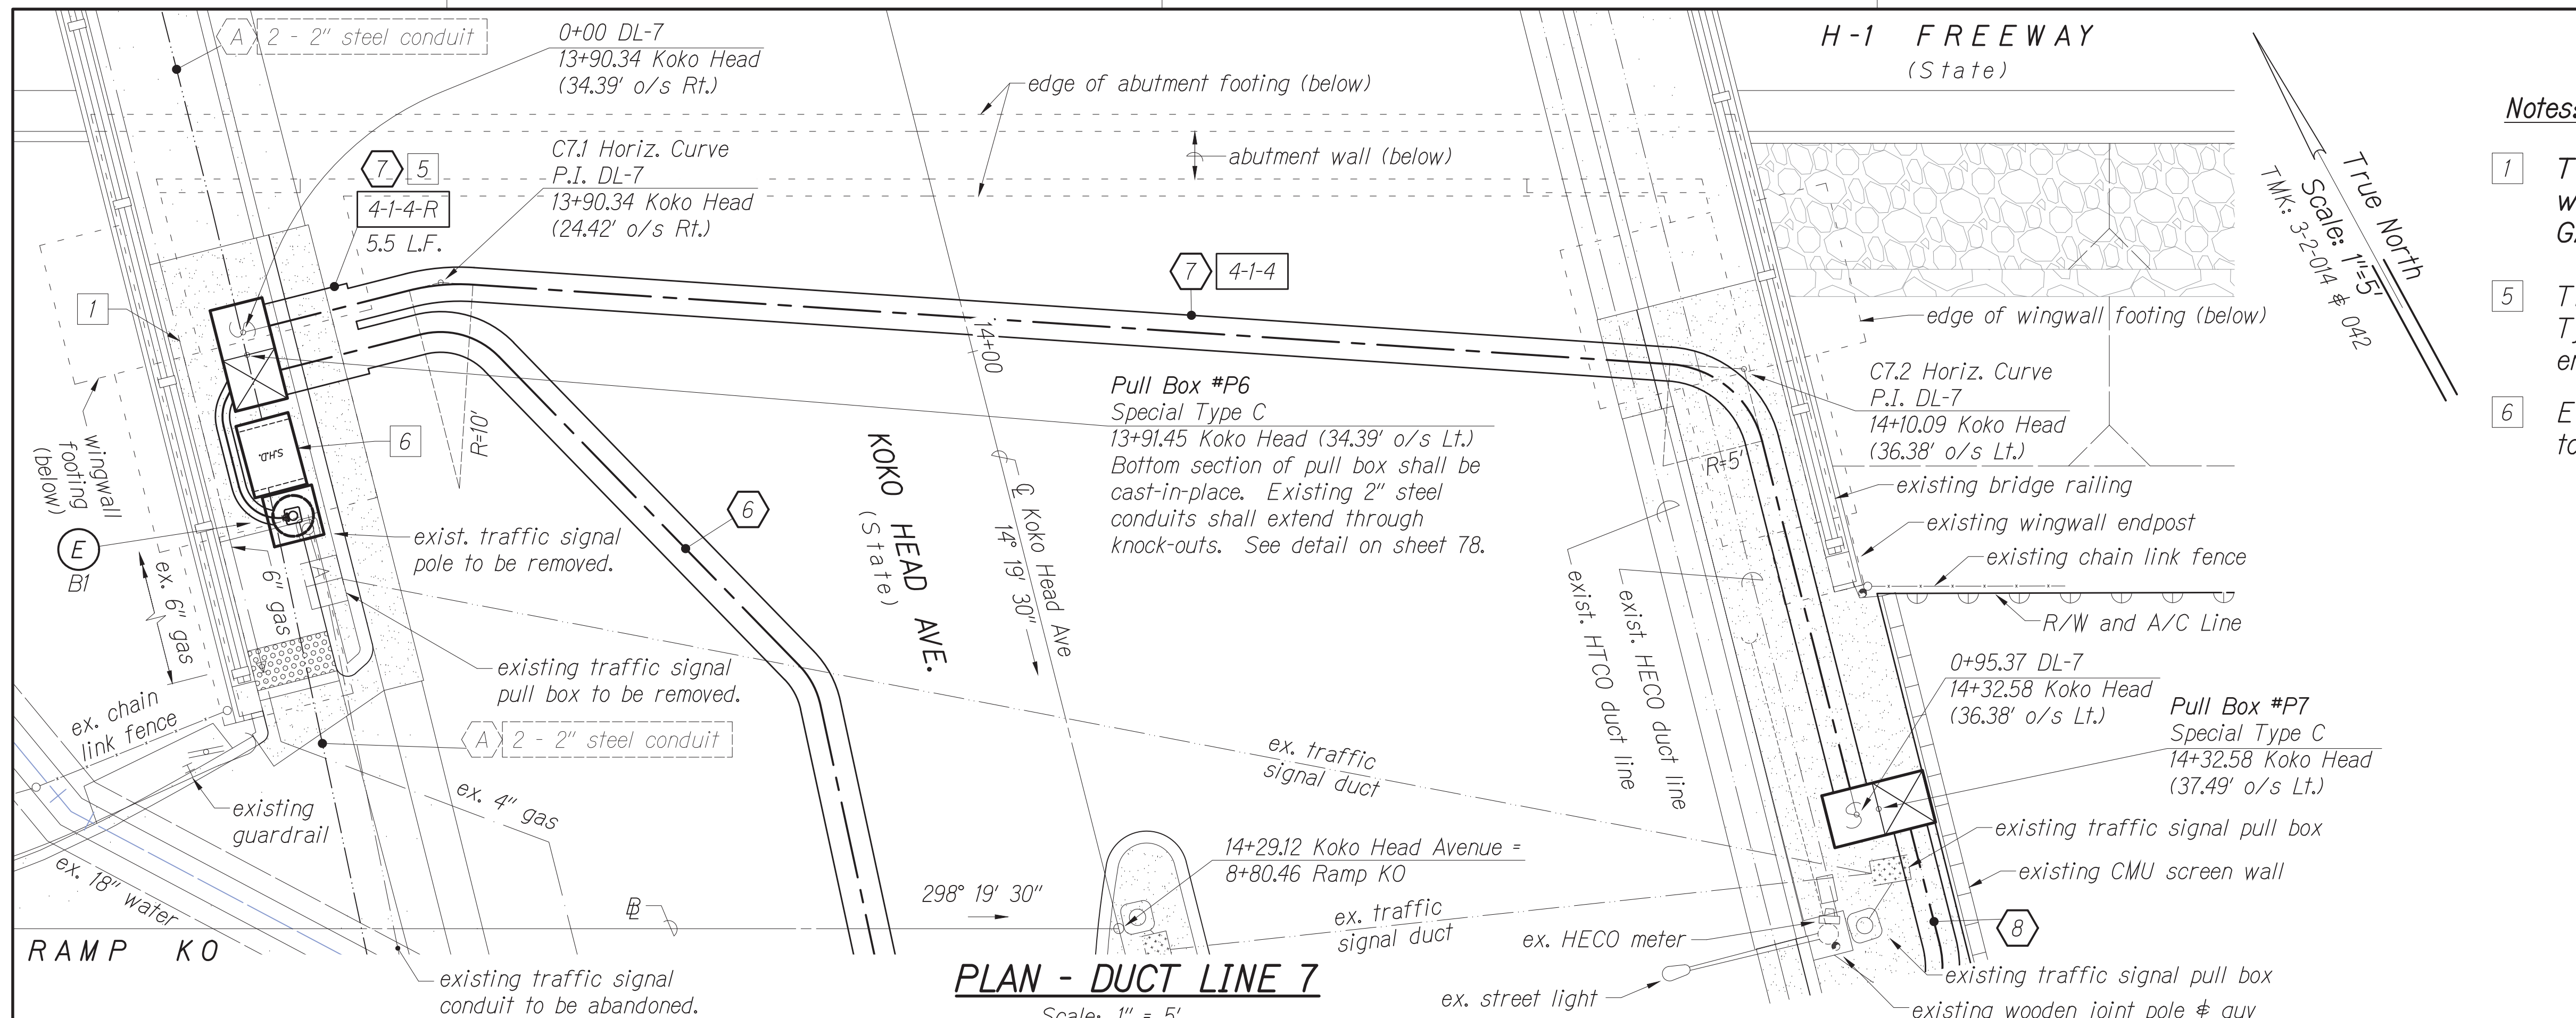 A 2 - 2" steel conduit
0+00 DL-7
13+90.34 Koko Head
(34.39' o/s Rt.)
H-1 FREEWAY
(State)
edge of abutment footing (below)
Notes:
True North
Scale: 1"=5'
TMK: 3-2-014 & 042
7 5
4-1-4-R
5.5 L.F.
C7.1 Horiz. Curve
P.I. DL-7
13+90.34 Koko Head
(24.42' o/s Rt.)
abutment wall (below)
1
5
6
7 4-1-4
1
14+00
edge of wingwall footing (below)
Pull Box #P6
Special Type C
13+91.45 Koko Head (34.39' o/s Lt.)
Bottom section of pull box shall be
cast-in-place. Existing 2" steel
conduits shall extend through
knock-outs. See detail on sheet 78.
C7.2 Horiz. Curve
P.I. DL-7
14+10.09 Koko Head
(36.38' o/s Lt.)
R=10'
R=5'
6
S.H.D.
wingwall
footing
(below)
KOKO HEAD AVE.
(State)
℄ Koko Head Ave
14° 19' 30"
existing bridge railing
existing wingwall endpost
existing chain link fence
6
E
B1
exist. traffic signal
pole to be removed.
ex. 6" gas
6" gas
exist. HTCO duct line
exist. HECO duct line
R/W and A/C Line
existing traffic signal
pull box to be removed.
0+95.37 DL-7
14+32.58 Koko Head
(36.38' o/s Lt.)
Pull Box #P7
Special Type C
14+32.58 Koko Head
(37.49' o/s Lt.)
ex. chain
link fence
A 2 - 2" steel conduit
ex. traffic
signal duct
existing
guardrail
ex. 4" gas
existing traffic signal pull box
14+29.12 Koko Head Avenue =
8+80.46 Ramp KO
existing CMU screen wall
ex. 18" water
298° 19' 30"
ex. traffic
signal duct
ex. HECO meter
8
RAMP KO
existing traffic signal
conduit to be abandoned.
PLAN - DUCT LINE 7
Scale: 1" = 5'
ex. street light
existing traffic signal pull box
existing wooden joint pole & guy